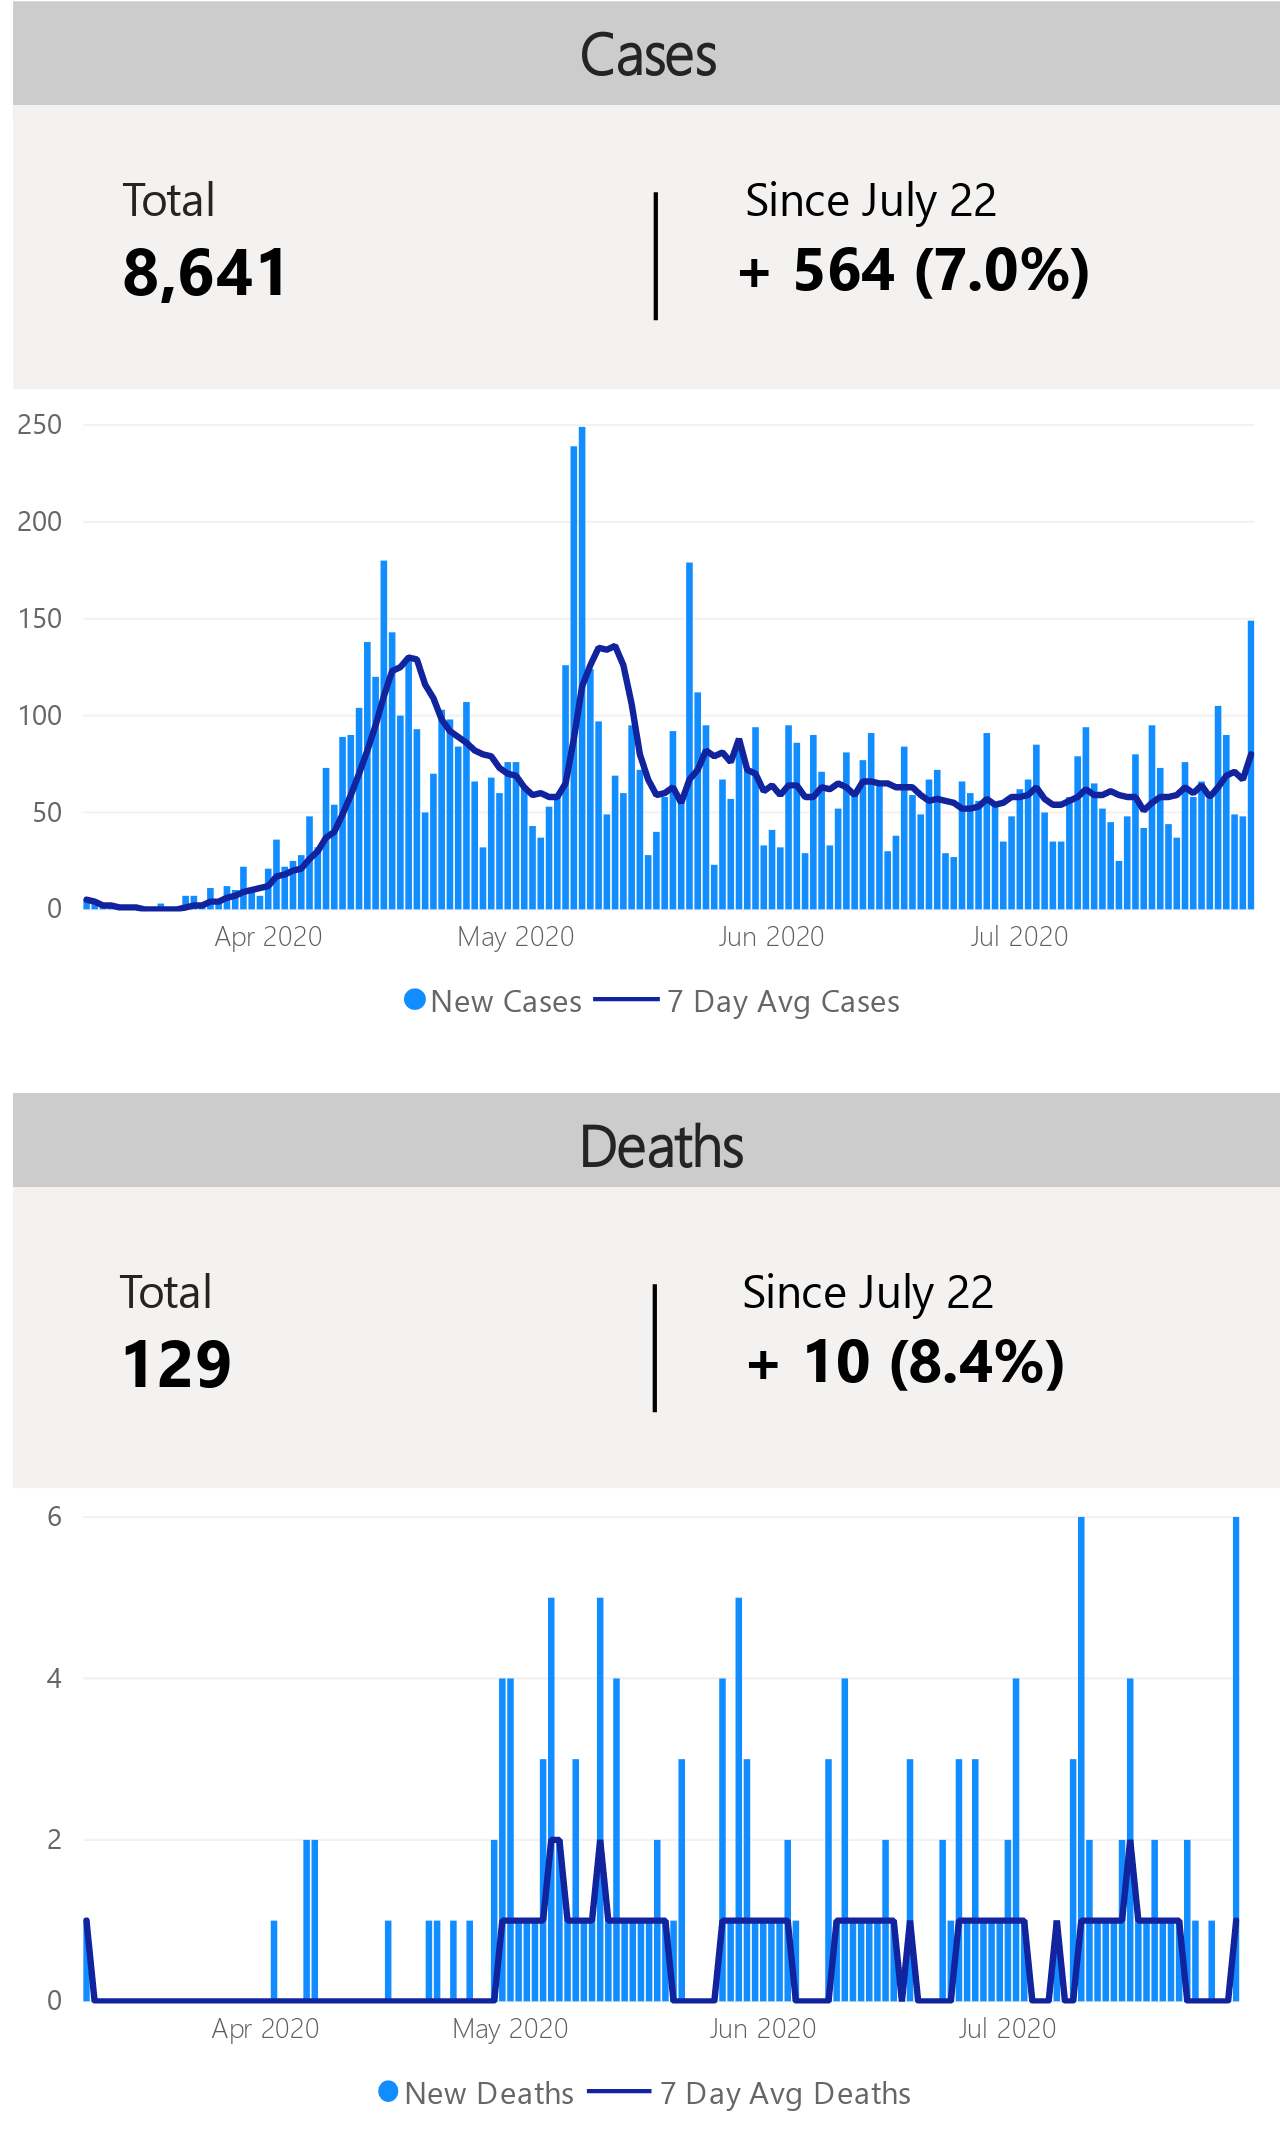 Cases
Total
Since July 22
8,641
+ 564 (7.0%)
250
200
150
100
50
0
Apr 2020
May 2020
Jun 2020
Jul 2020
New Cases
7 Day Avg Cases
Deaths
Total
Since July 22
129
+ 10 (8.4%)
6
4
2
0
Apr 2020
May 2020
Jun 2020
Jul 2020
New Deaths
7 Day Avg Deaths